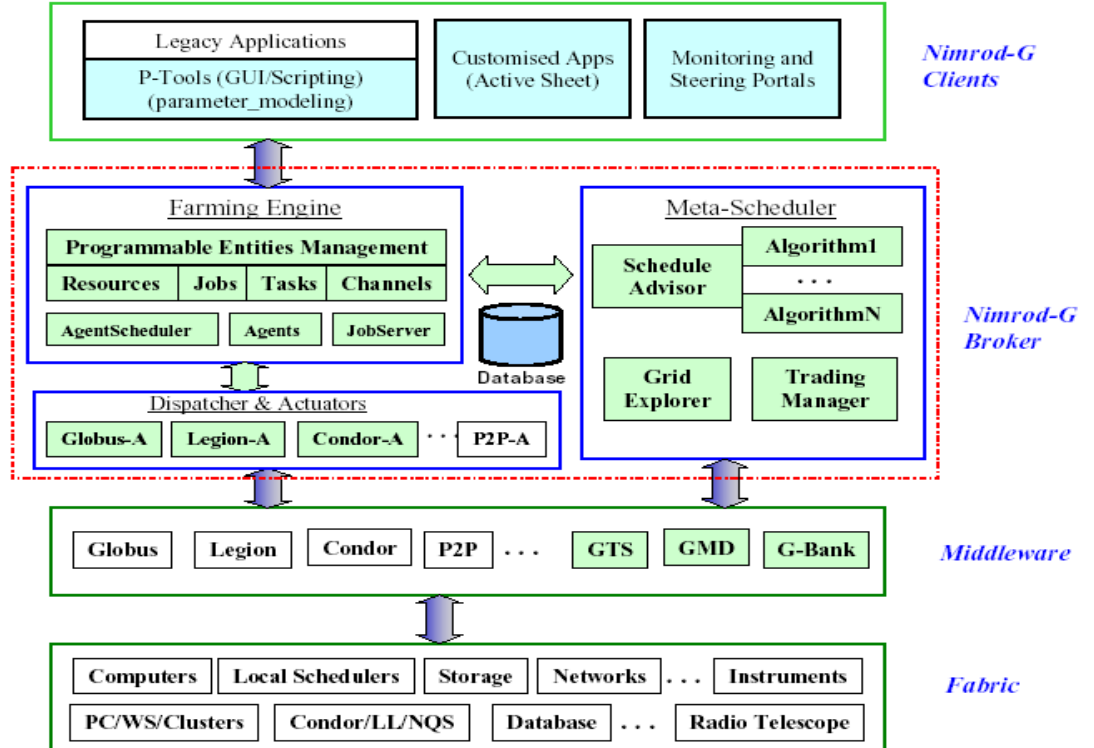 Legacy Applications
P-Tools (GUI/Scripting)
(parameter_modeling)
Customised Apps
(Active Sheet)
Monitoring and
Steering Portals
Nimrod-G
Clients
Farming Engine
Programmable Entities Management
Resources
Jobs
Tasks
Channels
AgentScheduler
Agents
JobServer
Database
Meta-Scheduler
Schedule
Advisor
Algorithm1
. . .
AlgorithmN
Grid
Explorer
Trading
Manager
Nimrod-G
Broker
Dispatcher & Actuators
Globus-A
Legion-A
Condor-A
. . .
P2P-A
Globus
Legion
Condor
P2P
. . .
GTS
GMD
G-Bank
Middleware
Computers
Local Schedulers
Storage
Networks
. . .
Instruments
PC/WS/Clusters
Condor/LL/NQS
Database
. . .
Radio Telescope
Fabric